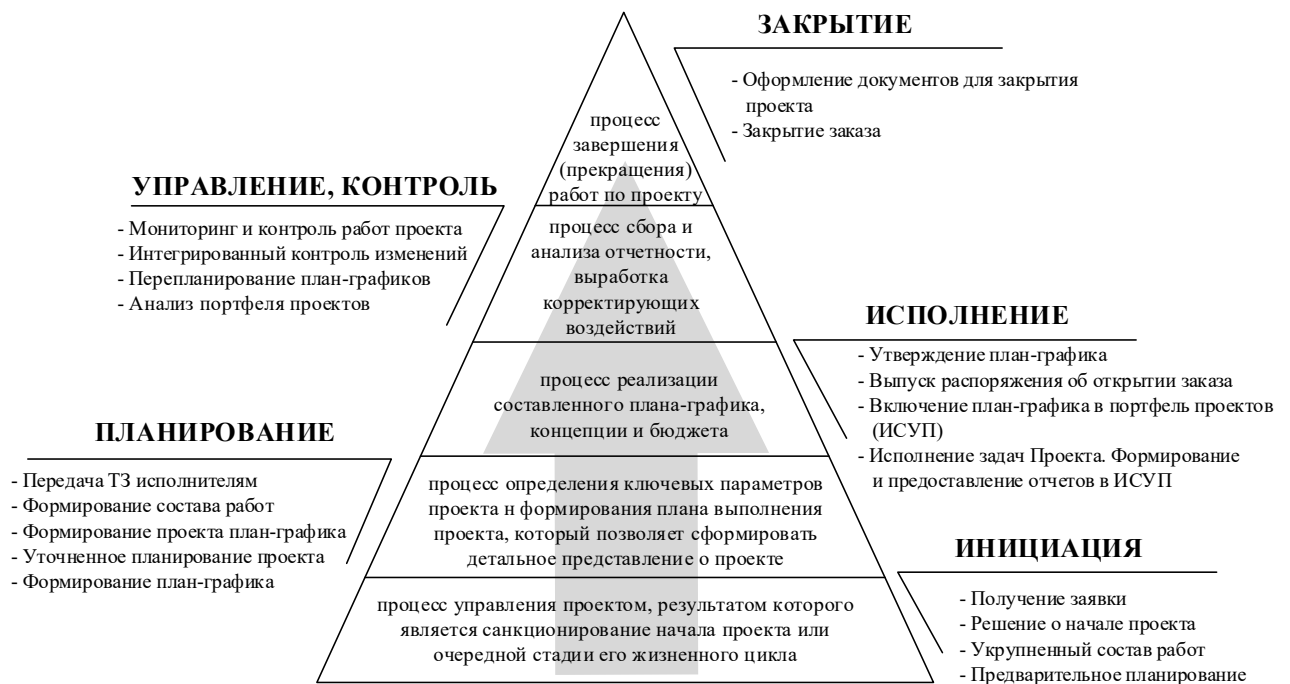 ЗАКРЫТИЕ
- Оформление документов для закрытия
проекта
- Закрытие заказа
процесс
завершения
(прекращения)
работ по проекту
УПРАВЛЕНИЕ, КОНТРОЛЬ
- Мониторинг и контроль работ проекта
- Интегрированный контроль изменений
- Перепланирование план-графиков
- Анализ портфеля проектов
процесс сбора и
анализа отчетности,
выработка
корректирующих
воздействий
ИСПОЛНЕНИЕ
- Утверждение план-графика
- Выпуск распоряжения об открытии заказа
- Включение план-графика в портфель проектов
(ИСУП)
- Исполнение задач Проекта. Формирование
и предоставление отчетов в ИСУП
процесс реализации
составленного плана-графика,
концепции и бюджета
ПЛАНИРОВАНИЕ
- Передача ТЗ исполнителям
- Формирование состава работ
- Формирование проекта план-графика
- Уточненное планирование проекта
- Формирование план-графика
процесс определения ключевых параметров
проекта н формирования плана выполнения
проекта, который позволяет сформировать
детальное представление о проекте
ИНИЦИАЦИЯ
- Получение заявки
- Решение о начале проекта
- Укрупненный состав работ
- Предварительное планирование
процесс управления проектом, результатом которого
является санкционирование начала проекта или
очередной стадии его жизненного цикла